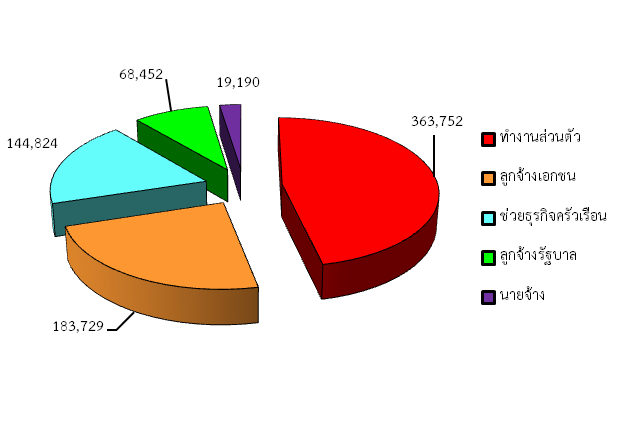 68,452
19,190
363,752
144,824
183,729
ทำงานส่วนตัว
ลูกจ้างเอกชน
ช่วยธุรกิจครัวเรือน
ลูกจ้างรัฐบาล
นายจ้าง